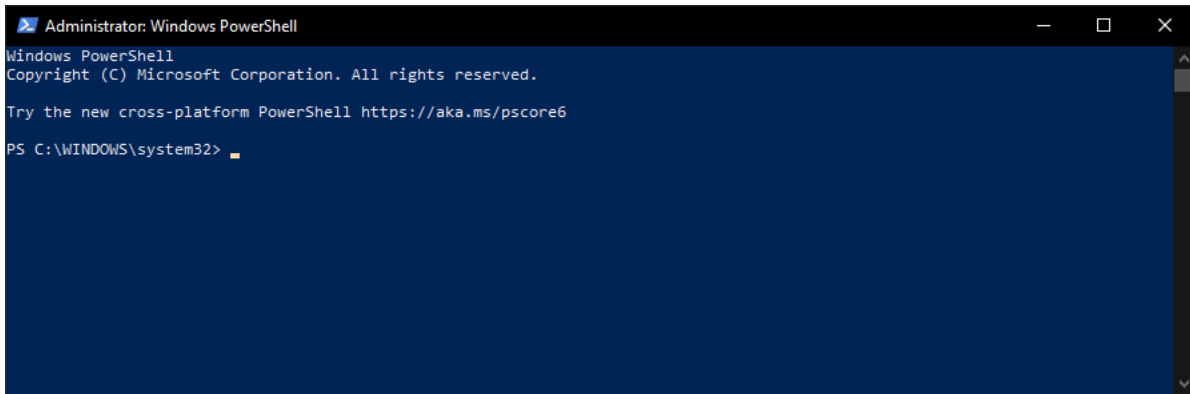 Administrator: Windows PowerShell
Windows PowerShell
Copyright (C) Microsoft Corporation. All rights reserved.
Try the new cross-platform PowerShell https://aka.ms/pscore6
PS C:\WINDOWS\system32>